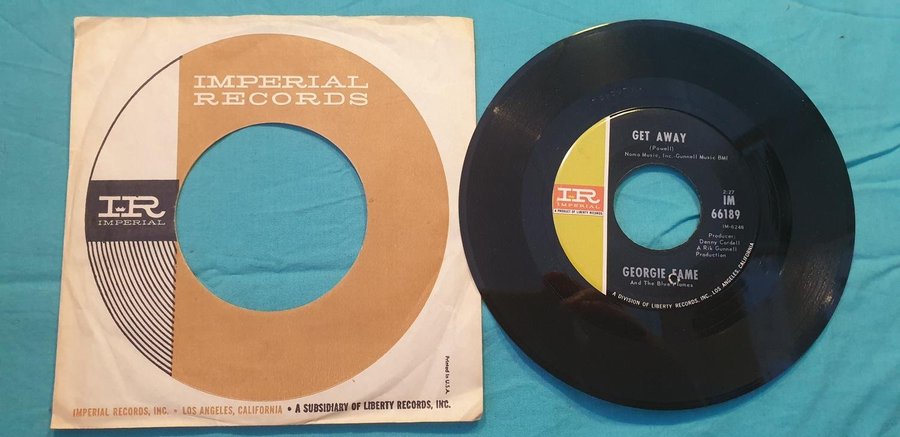 IMPERIAL
RECORDS
IR
IMPERIAL
Printed in U.S.A.
IMPERIAL RECORDS, INC. • LOS ANGELES, CALIFORNIA • A SUBSIDIARY OF LIBERTY RECORDS, INC.
GET AWAY
(Powell)
Noma Music, Inc.-Gunnell Music BMI
IR
IMPERIAL
A PRODUCT OF LIBERTY RECORDS
2:27
IM
66189
IM-6246
Producer:
Denny Cordell
A Rik Gunnell
Production
GEORGIE FAME
And The Blue Flames
A DIVISION OF LIBERTY RECORDS, INC., LOS ANGELES, CALIFORNIA